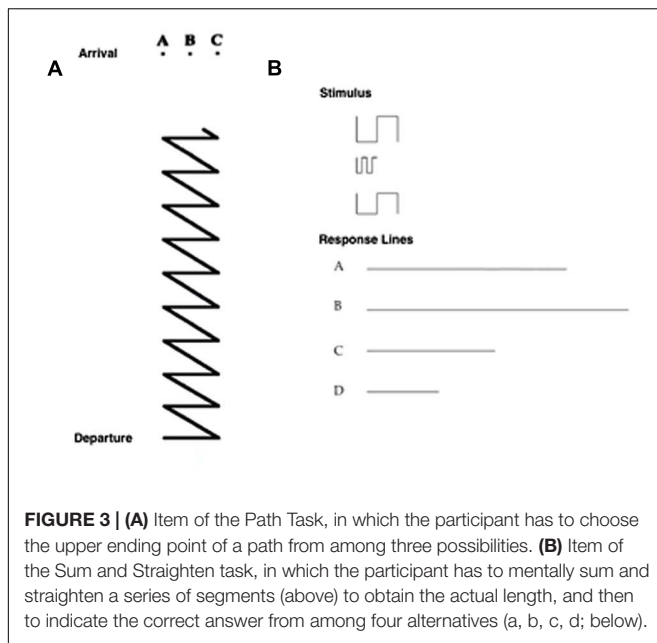 A B C
Arrival
A
B
Stimulus
Response Lines
A
B
C
D
Departure
FIGURE 3 | (A) Item of the Path Task, in which the participant has to choose
the upper ending point of a path from among three possibilities. (B) Item of
the Sum and Straighten task, in which the participant has to mentally sum and
straighten a series of segments (above) to obtain the actual length, and then
to indicate the correct answer from among four alternatives (a, b, c, d; below).